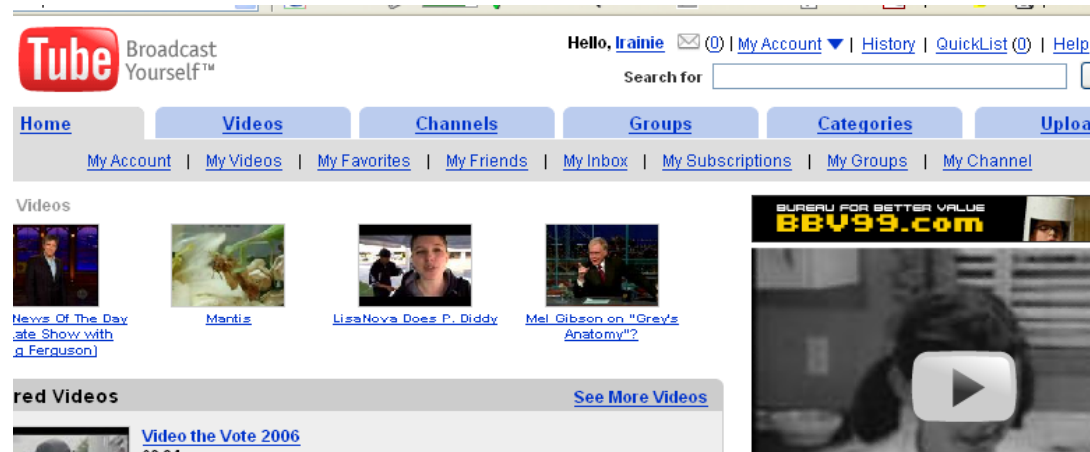 Tube Broadcast Yourself™
Hello, lrainie (0) | My Account ▼ | History | QuickList (0) | Help
Search for
Home Videos Channels Groups Categories Uploa
My Account | My Videos | My Favorites | My Friends | My Inbox | My Subscriptions | My Groups | My Channel
Videos
BUREAU FOR BETTER VALUE
BBV99.com
News Of The Day
Late Show with
g Ferguson)
Mantis
LisaNova Does P. Diddy
Mel Gibson on "Grey's
Anatomy"?
red Videos See More Videos
Video the Vote 2006